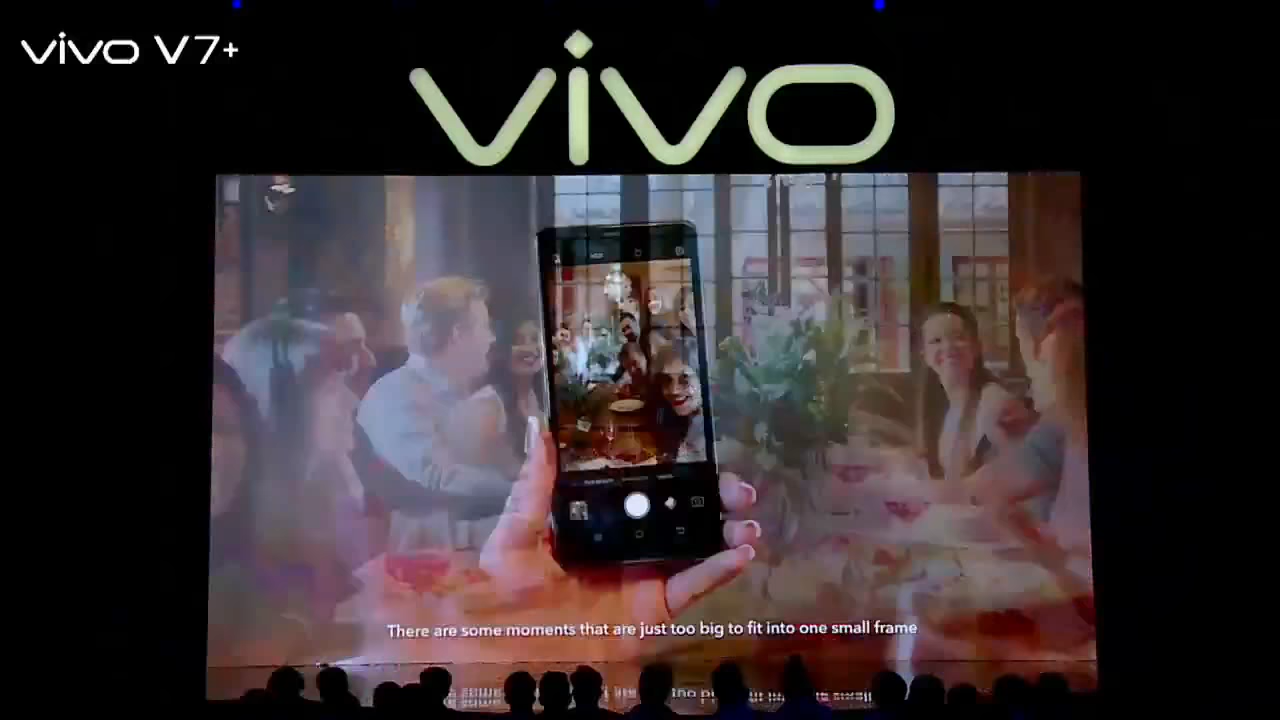 vivo V7+
vivo
There are some moments that are just too big to fit into one small frame